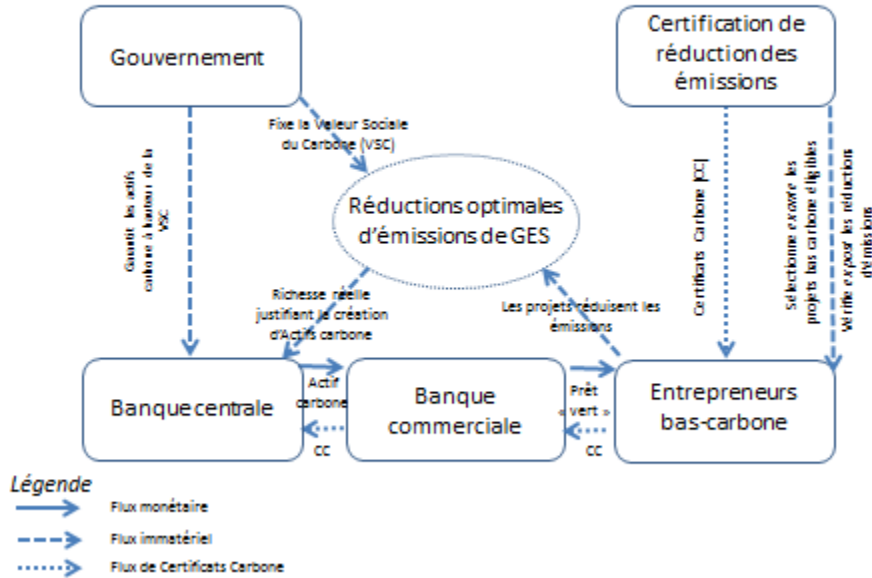 Gouvernement
Certification de
réduction des
émissions
Fixe la Valeur Sociale
du Carbone (VSC)
Garantit les actifs
carbone à hauteur de la
VSC
Réductions optimales
d'émissions de GES
Certificats Carbone [CC]
Sélectionne ex ante les
projets bas carbone éligibles
Vérifie ex post les réductions
d'émissions
Richesse réelle
justifiant la création
d'Actifs carbone
Les projets réduisent les
émissions
Banque centrale
Actif
carbone
CC
Banque
commerciale
Prêt
« vert »
CC
Entrepreneurs
bas-carbone
Légende
Flux monétaire
Flux immatériel
Flux de Certificats Carbone